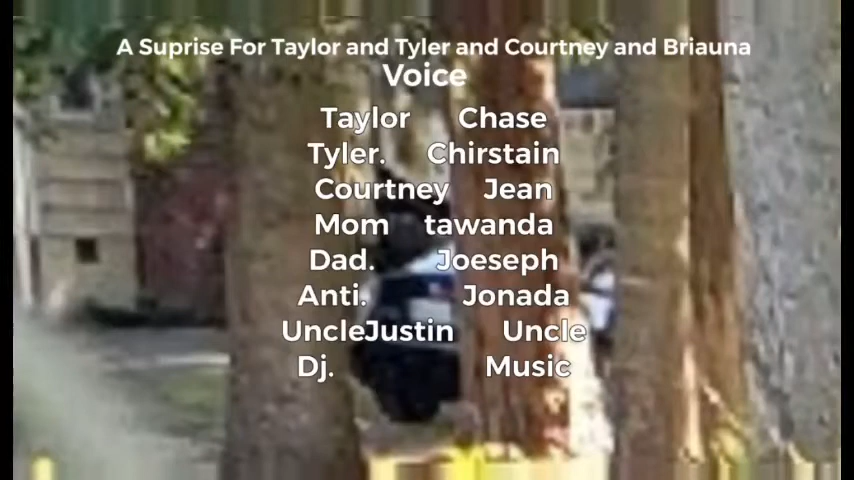 A Suprise For Taylor and Tyler and Courtney and Briauna
Voice
Taylor Chase
Tyler. Chirstain
Courtney Jean
Mom tawanda
Dad. Joeseph
Anti. Jonada
UncleJustin Uncle
Dj. Music